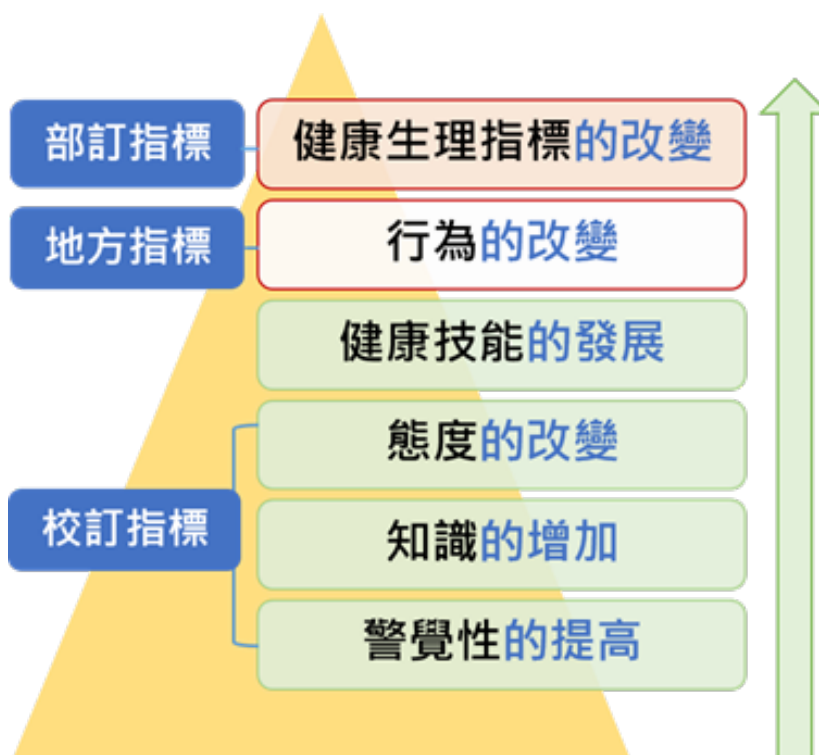 部訂指標
健康生理指標的改變
地方指標
行為的改變
健康技能的發展
態度的改變
校訂指標
知識的增加
警覺性的提高